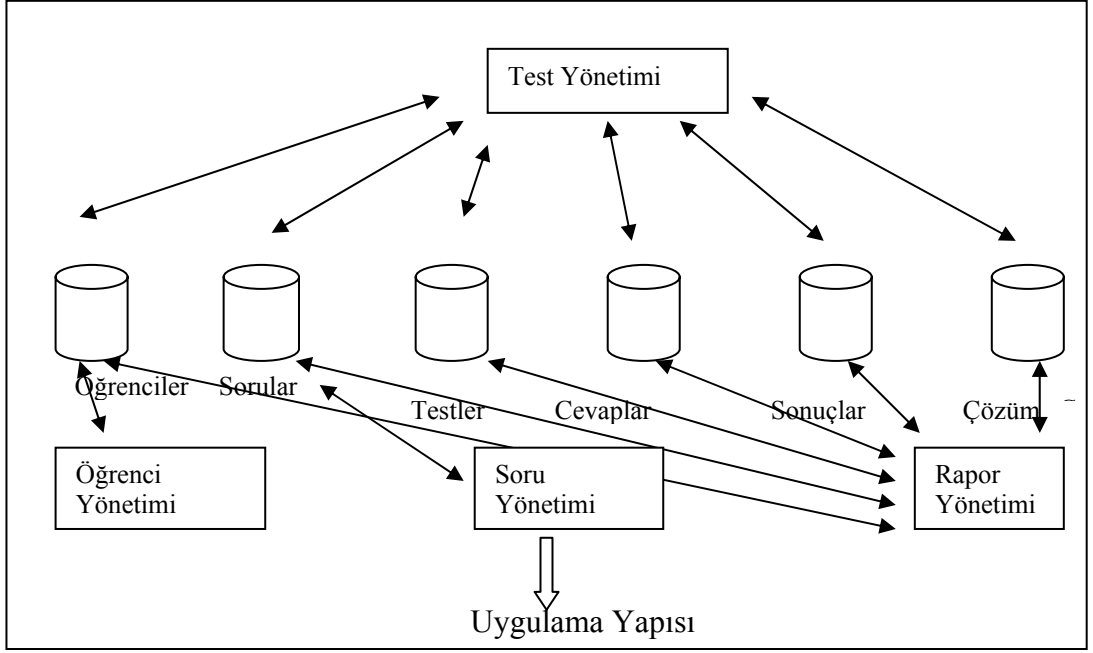 Test Yönetimi
Öğrenciler
Sorular
Testler
Cevaplar
Sonuçlar
Çözüm
Öğrenci
Yönetimi
Soru
Yönetimi
Rapor
Yönetimi
Uygulama Yapısı